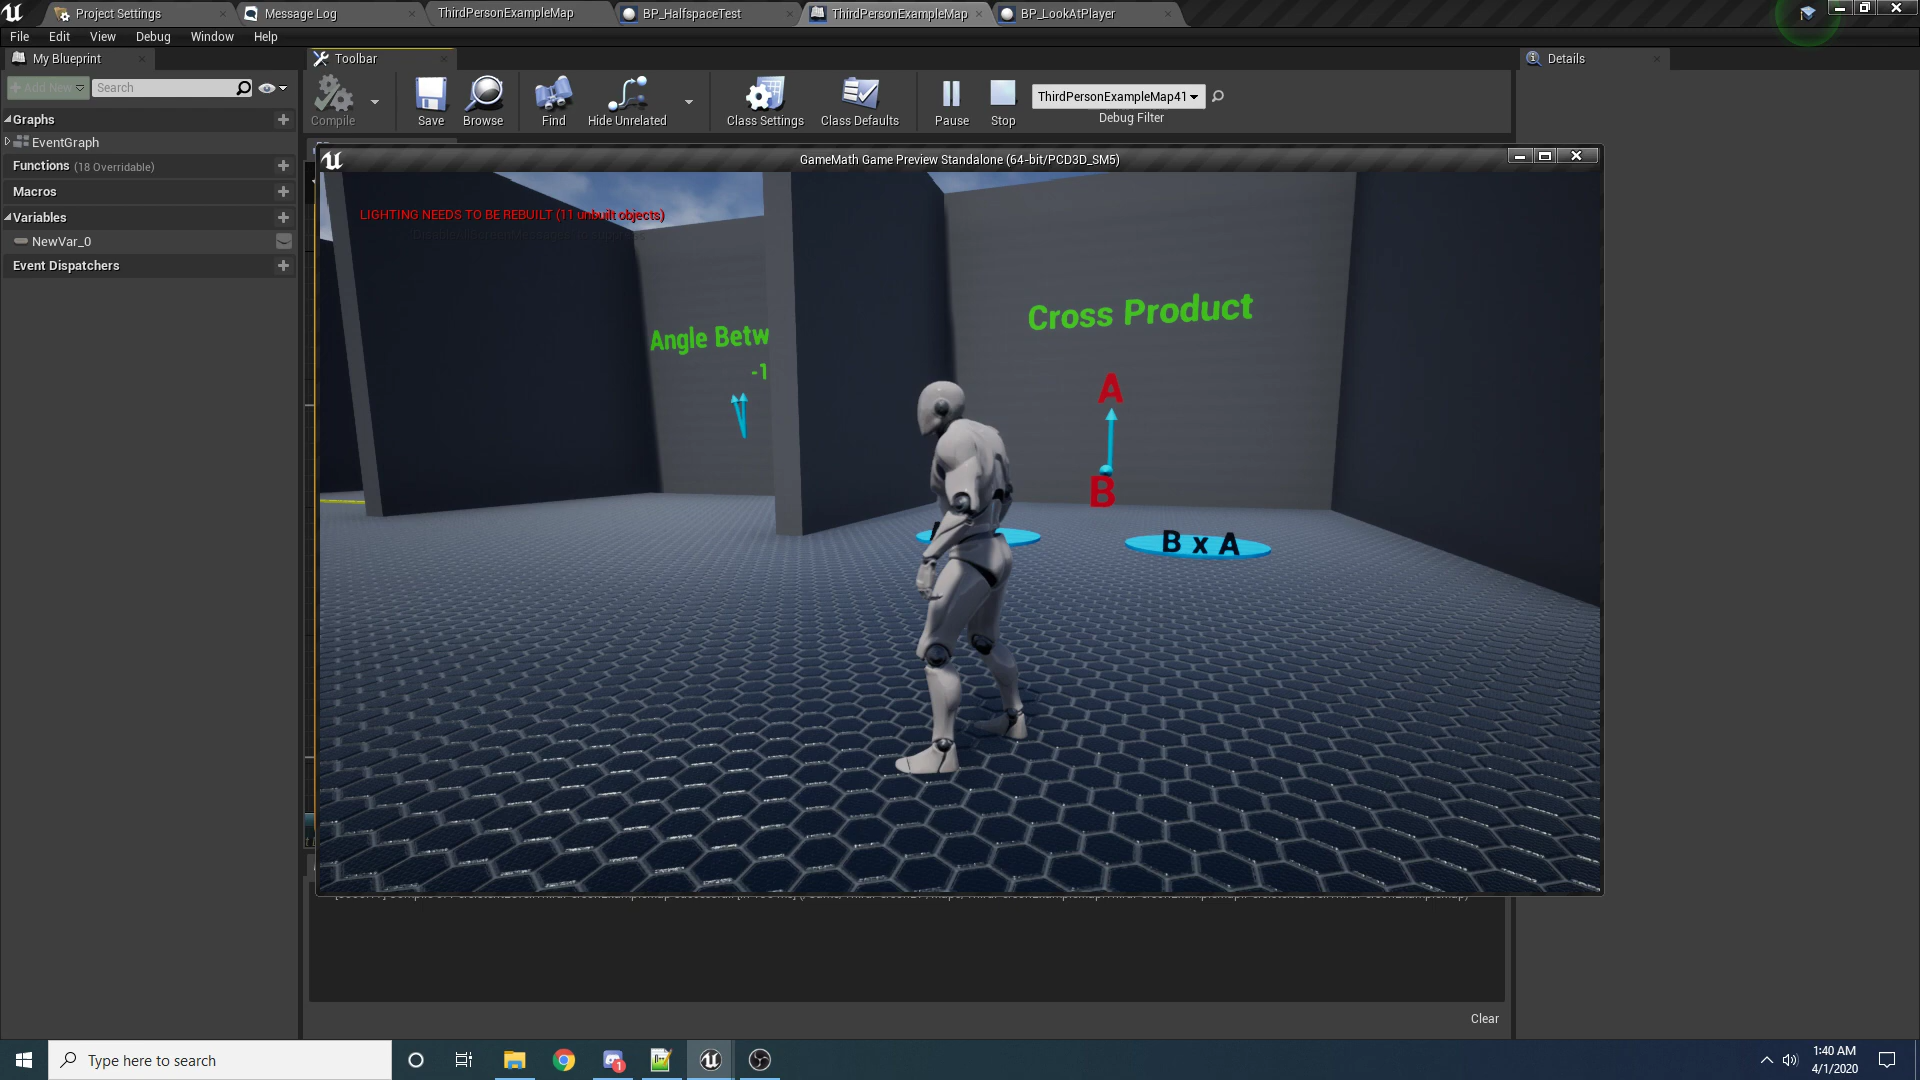 Project Settings
Message Log
ThirdPersonExampleMap
BP_HalfspaceTest
ThirdPersonExampleMap
BP_LookAtPlayer
File Edit View Debug Window Help
My Blueprint
Toolbar
Details
Add New
Search
Compile
Save
Browse
Find
Hide Unrelated
Class Settings
Class Defaults
Pause
Stop
ThirdPersonExampleMap41
Debug Filter
Graphs
EventGraph
Functions (18 Overridable)
Macros
Variables
NewVar_0
Event Dispatchers
GameMath Game Preview Standalone (64-bit/PCD3D_SM5)
LIGHTING NEEDS TO BE REBUILT (11 unbuilt objects)
Angle Betw
-1
Cross Product
A
B
B x A
Clear
Type here to search
1
1:40 AM
4/1/2020